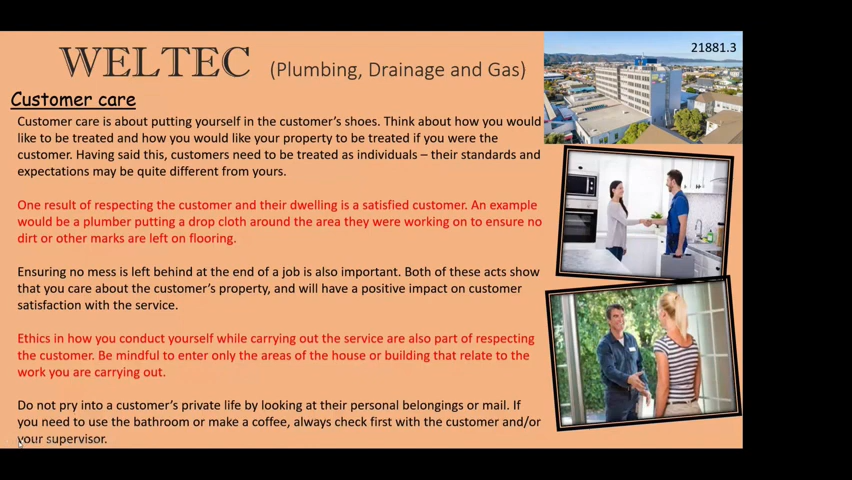 WELTEC (Plumbing, Drainage and Gas)
21881.3
Customer care
Customer care is about putting yourself in the customer's shoes. Think about how you would
like to be treated and how you would like your property to be treated if you were the
customer. Having said this, customers need to be treated as individuals – their standards and
expectations may be quite different from yours.
One result of respecting the customer and their dwelling is a satisfied customer. An example
would be a plumber putting a drop cloth around the area they were working on to ensure no
dirt or other marks are left on flooring.
Ensuring no mess is left behind at the end of a job is also important. Both of these acts show
that you care about the customer's property, and will have a positive impact on customer
satisfaction with the service.
Ethics in how you conduct yourself while carrying out the service are also part of respecting
the customer. Be mindful to enter only the areas of the house or building that relate to the
work you are carrying out.
Do not pry into a customer's private life by looking at their personal belongings or mail. If
you need to use the bathroom or make a coffee, always check first with the customer and/or
your supervisor.